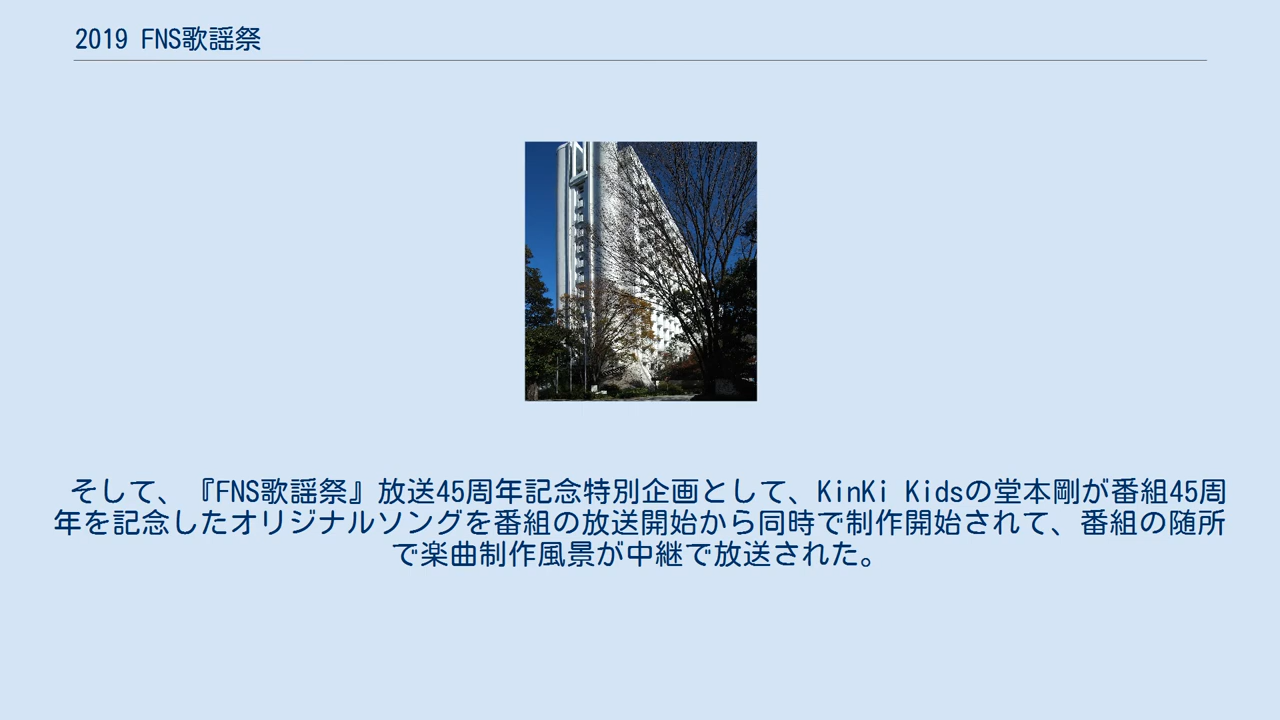 2019 FNS歌謡祭
そして、『FNS歌謡祭』放送45周年記念特別企画として、KinKi Kidsの堂本剛が番組45周
年を記念したオリジナルソングを番組の放送開始から同時で制作開始されて、番組の随所
で楽曲制作風景が中継で放送された。